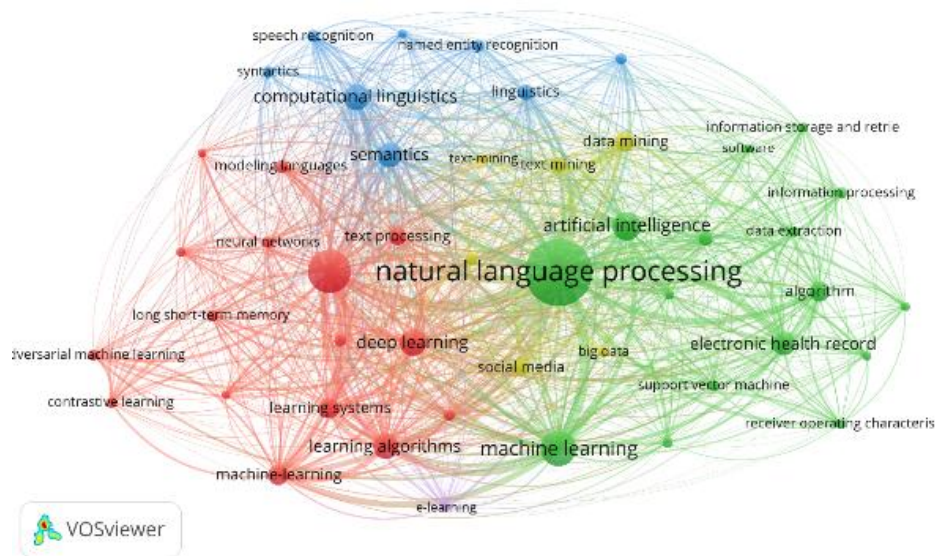 speech recognition
named entity recognition
syntactics
computational linguistics
linguistics
information storage and retrie
data mining
software
semantics
text-mining
text mining
modeling languages
information processing
artificial intelligence
data extraction
neural networks
text processing
natural language processing
algorithm
long short-term memory
deep learning
electronic health record
dversarial machine learning
big data
social media
support vector machine
contrastive learning
learning systems
receiver operating characteris
learning algorithms
machine learning
machine-learning
e-learning
VOSviewer